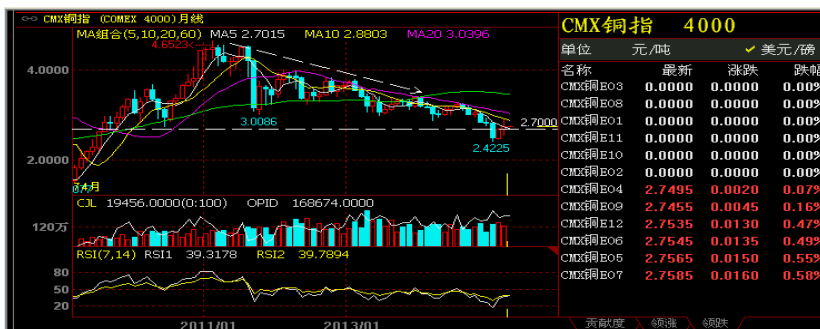 CMX铜指 (COMEX 4000)月线
MA组合(5,10,20,60) MA5 2.7015 MA10 2.8803 MA20 3.0396
4.6523
4.0000
3.0086
2.7000
2.4225
2.0000
CJL 19456.0000(0:100) OPID 168674.0000
120万
RSI(7,14) RSI1 39.3178 RSI2 39.7894
80
50
20
2011/01 2013/01
CMX铜指 4000
单位 元/吨 ✓ 美元/磅
名称 最新 涨跌 跌幅
CMX铜E03 0.0000 0.0000 0.00%
CMX铜E08 0.0000 0.0000 0.00%
CMX铜E01 0.0000 0.0000 0.00%
CMX铜E11 0.0000 0.0000 0.00%
CMX铜E10 0.0000 0.0000 0.00%
CMX铜E02 0.0000 0.0000 0.00%
CMX铜E04 2.7495 0.0020 0.07%
CMX铜E09 2.7455 0.0045 0.16%
CMX铜E12 2.7535 0.0130 0.47%
CMX铜E06 2.7545 0.0135 0.49%
CMX铜E05 2.7565 0.0150 0.55%
CMX铜E07 2.7585 0.0160 0.58%
贡献度 领涨 领跌